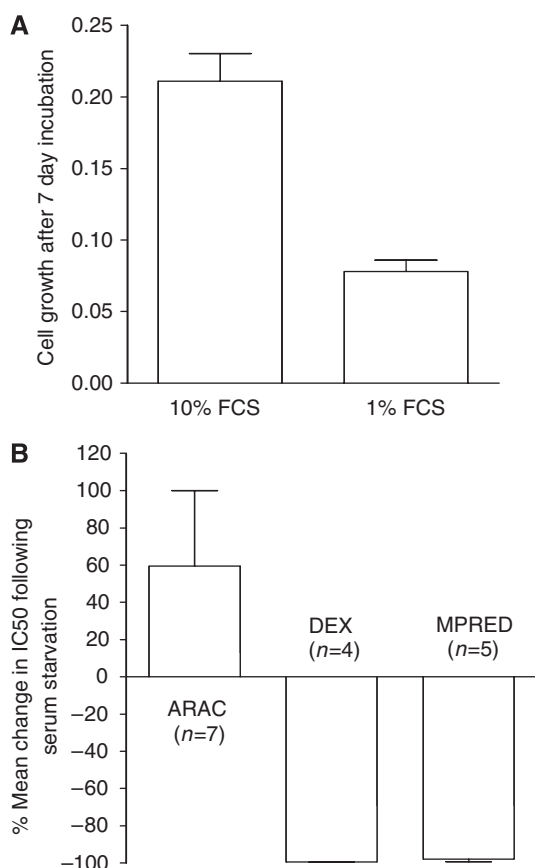 A
Cell growth after 7 day incubation
0.25
0.20
0.15
0.10
0.05
0.00
10% FCS
1% FCS
B
% Mean change in IC50 following
serum starvation
120
100
80
60
40
20
0
−20
−40
−60
−80
−100
ARAC
(n=7)
DEX
(n=4)
MPRED
(n=5)